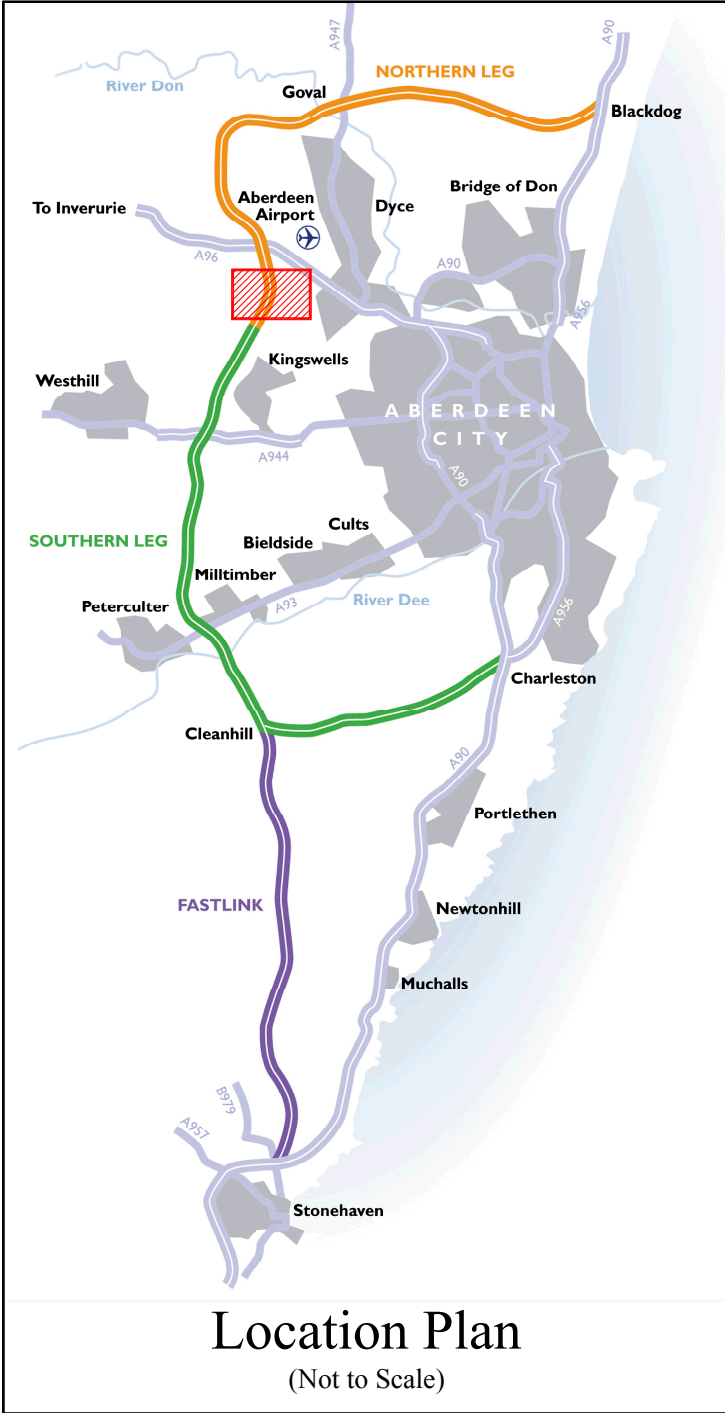 A947
A90
NORTHERN LEG
River Don
Goval
Blackdog
Bridge of Don
Aberdeen
Airport
Dyce
To Inverurie
A96
A90
A956
Kingswells
Westhill
ABERDEEN
CITY
A944
A90
SOUTHERN LEG
Cults
Bieldside
Milltimber
Peterculter
A93
River Dee
A956
Charleston
Cleanhill
A90
Portlethen
FASTLINK
Newtonhill
Muchalls
B979
A957
Stonehaven
Location Plan
(Not to Scale)